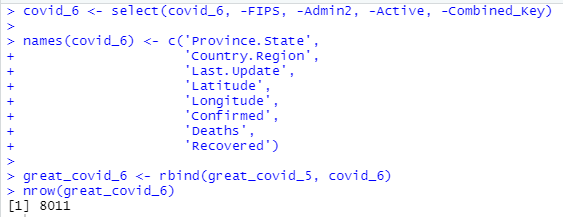 > covid_6 <- select(covid_6, -FIPS, -Admin2, -Active, -Combined_Key)
>
> names(covid_6) <- c('Province.State',
+                     'Country.Region',
+                     'Last.Update',
+                     'Latitude',
+                     'Longitude',
+                     'Confirmed',
+                     'Deaths',
+                     'Recovered')
>
> great_covid_6 <- rbind(great_covid_5, covid_6)
> nrow(great_covid_6)
[1] 8011